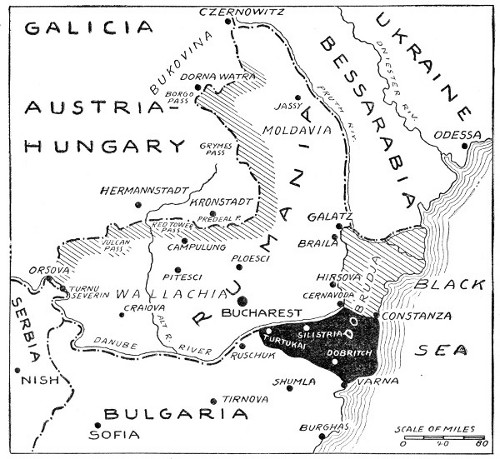 CZERNOWITZ
GALICIA
UKRAINE
BUKOVINA
DNIESTER RIV.
BESSARABIA
DORNA WATRA
BORGO PASS
AUSTRIA-HUNGARY
JASSY
PRUTH RIV.
MOLDAVIA
ODESSA
GRYMES PASS
HERMANNSTADT
KRONSTADT
PREDEAL P.
RED TOWER PASS
GALATZ
BRAILA
VULCAN PASS
CAMPULUNG
RUMANIA
ORSOVA
TURNU SEVERIN
PLOESCI
PITESCI
HIRSOVA
DOBRUDJA
BLACK SEA
WALLACHIA
CERNAVODA
CRAIOVA
ALT R.
BUCHAREST
CONSTANZA
SERBIA
TURTUKAI
SILISTRIA
DANUBE RIVER
RUSCHUK
DOBRITCH
NISH
SHUMLA
VARNA
TIRNOVA
BULGARIA
SOFIA
BURGHAS
SCALE OF MILES
0 40 80